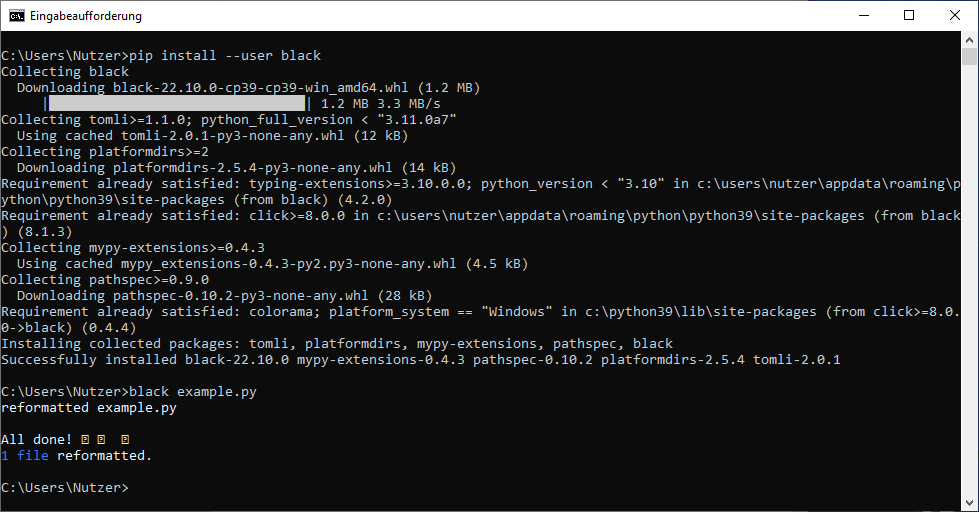 Eingabeaufforderung
C:\Users\Nutzer>pip install --user black
Collecting black
  Downloading black-22.10.0-cp39-cp39-win_amd64.whl (1.2 MB)
     |████████████████████████████████| 1.2 MB 3.3 MB/s
Collecting tomli>=1.1.0; python_full_version < "3.11.0a7"
  Using cached tomli-2.0.1-py3-none-any.whl (12 kB)
Collecting platformdirs>=2
  Downloading platformdirs-2.5.4-py3-none-any.whl (14 kB)
Requirement already satisfied: typing-extensions>=3.10.0.0; python_version < "3.10" in c:\users\nutzer\appdata\roaming\p
ython\python39\site-packages (from black) (4.2.0)
Requirement already satisfied: click>=8.0.0 in c:\users\nutzer\appdata\roaming\python\python39\site-packages (from black
) (8.1.3)
Collecting mypy-extensions>=0.4.3
  Using cached mypy_extensions-0.4.3-py2.py3-none-any.whl (4.5 kB)
Collecting pathspec>=0.9.0
  Downloading pathspec-0.10.2-py3-none-any.whl (28 kB)
Requirement already satisfied: colorama; platform_system == "Windows" in c:\python39\lib\site-packages (from click>=8.0.
0->black) (0.4.4)
Installing collected packages: tomli, platformdirs, mypy-extensions, pathspec, black
Successfully installed black-22.10.0 mypy-extensions-0.4.3 pathspec-0.10.2 platformdirs-2.5.4 tomli-2.0.1
C:\Users\Nutzer>black example.py
reformatted example.py
All done!
1 file reformatted.
C:\Users\Nutzer>